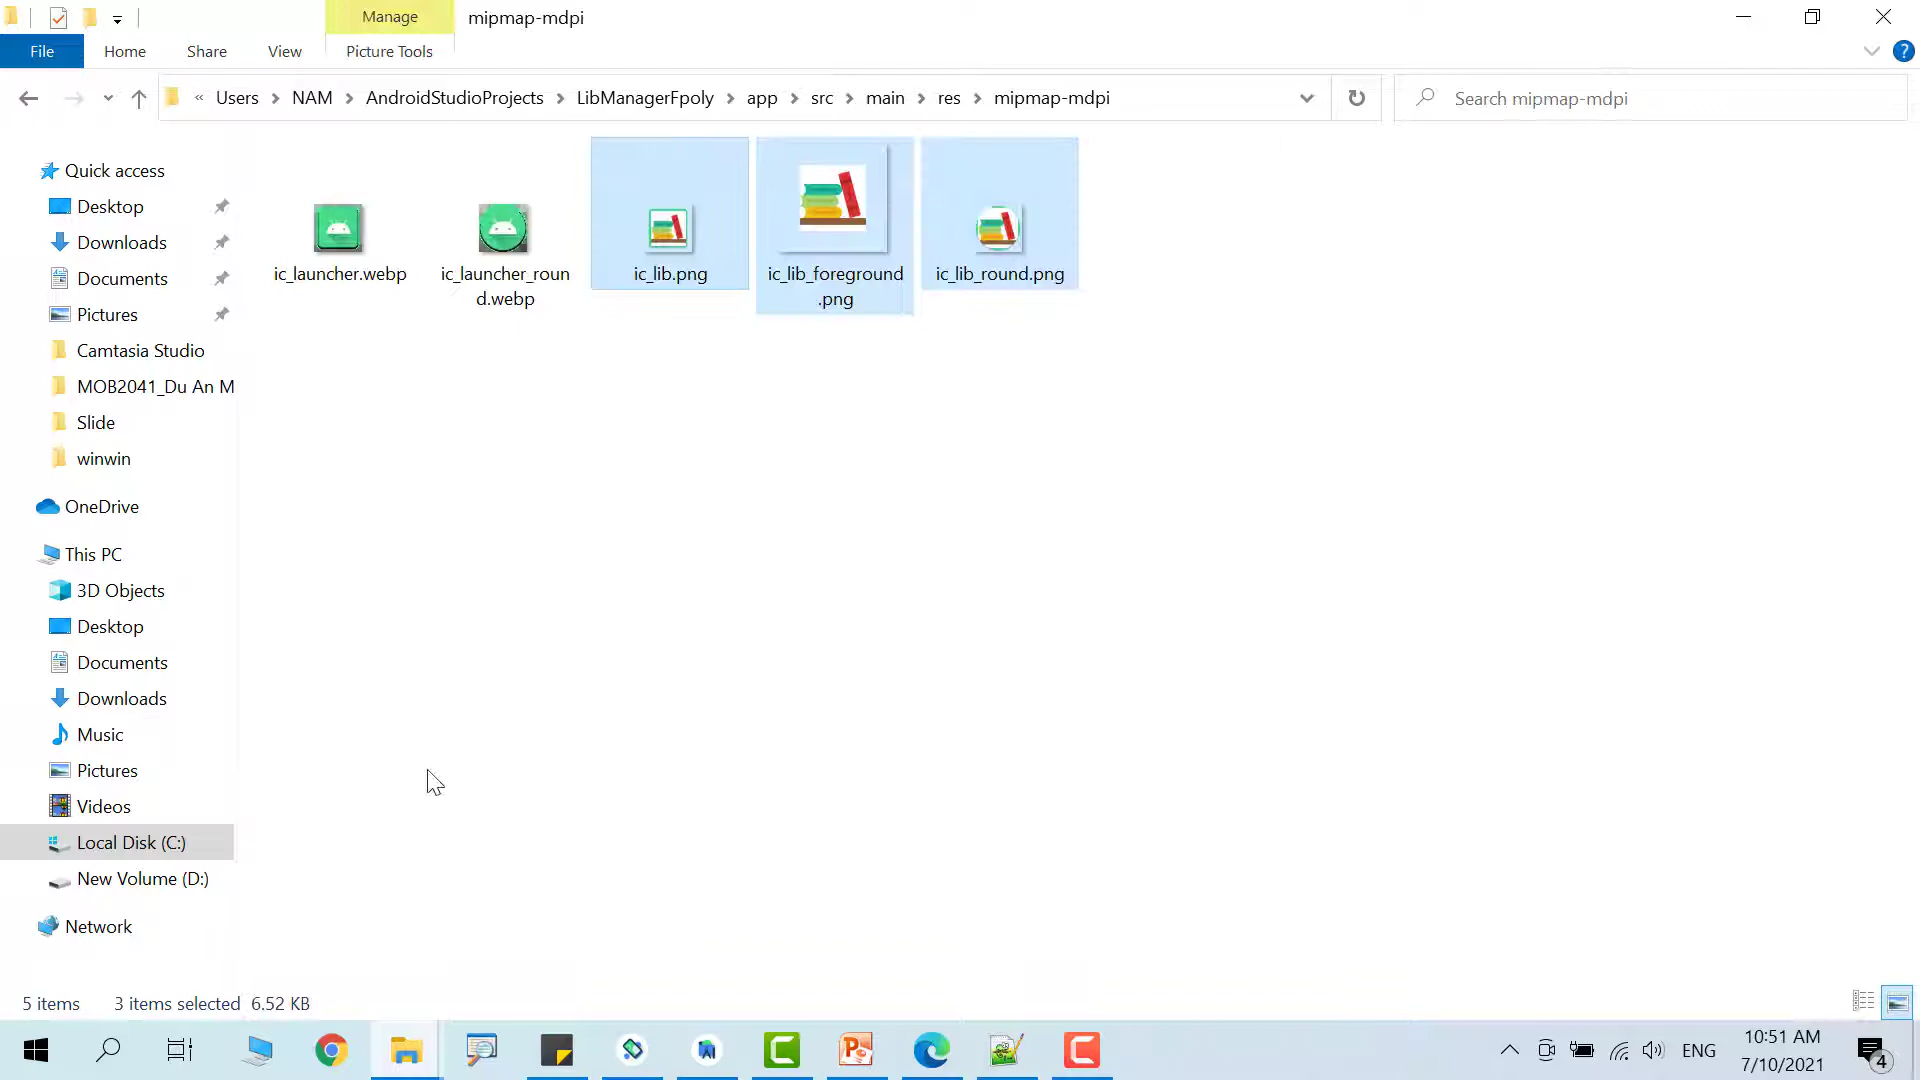 Manage
mipmap-mdpi
File
Home
Share
View
Picture Tools
« Users > NAM > AndroidStudioProjects > LibManagerFpoly > app > src > main > res > mipmap-mdpi
Search mipmap-mdpi
Quick access
Desktop
Downloads
Documents
Pictures
Camtasia Studio
MOB2041_Du An M
Slide
winwin
OneDrive
This PC
3D Objects
Desktop
Documents
Downloads
Music
Pictures
Videos
Local Disk (C:)
New Volume (D:)
Network
ic_launcher.webp
ic_launcher_roun
d.webp
ic_lib.png
ic_lib_foreground
.png
ic_lib_round.png
5 items
3 items selected 6.52 KB
ENG
10:51 AM
7/10/2021
4